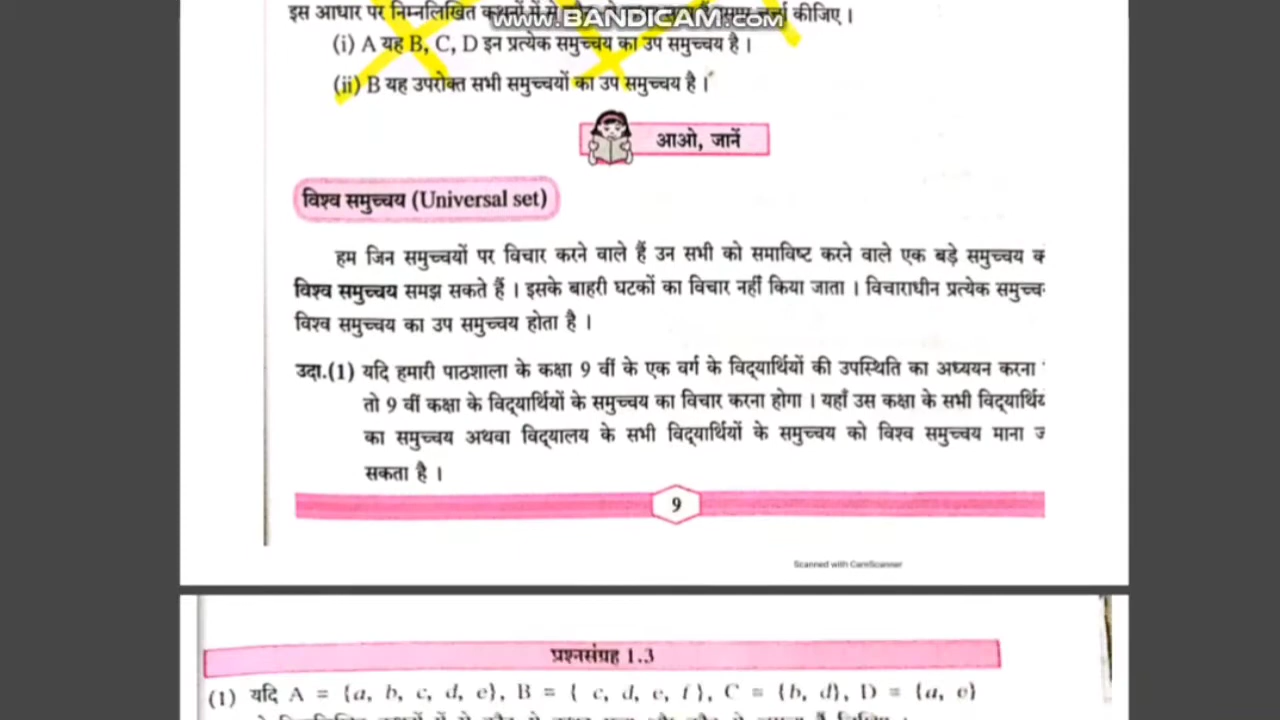 इस आधार पर निम्नलिखित कथनों में से
www.BANDICAM.com
कीजिए ।
(i) A यह B, C, D इन प्रत्येक समुच्चय का उप समुच्चय है ।
(ii) B यह उपरोक्त सभी समुच्चयों का उप समुच्चय है ।
आओ, जानें
विश्व समुच्चय (Universal set)
हम जिन समुच्चयों पर विचार करने वाले हैं उन सभी को समाविष्ट करने वाले एक बड़े समुच्चय
विश्व समुच्चय समझ सकते हैं । इसके बाहरी घटकों का विचार नहीं किया जाता । विचाराधीन प्रत्येक
विश्व समुच्चय का उप समुच्चय होता है ।
उदा.(1) यदि हमारी पाठशाला के कक्षा 9 वीं के एक वर्ग के विद्यार्थियों की उपस्थिति का अध्ययन करना
तो 9 वीं कक्षा के विद्यार्थियों के समुच्चय का विचार करना होगा । यहाँ उस कक्षा के सभी
का समुच्चय अथवा विद्यालय के सभी विद्यार्थियों के समुच्चय को विश्व समुच्चय माना
सकता है ।
9
Scanned with CamScanner
प्रश्नसंग्रह 1.3
(1) यदि A = {a, b, c, d, e}, B = { c, d, e, f }, C = {b, d}, D = {a, e}